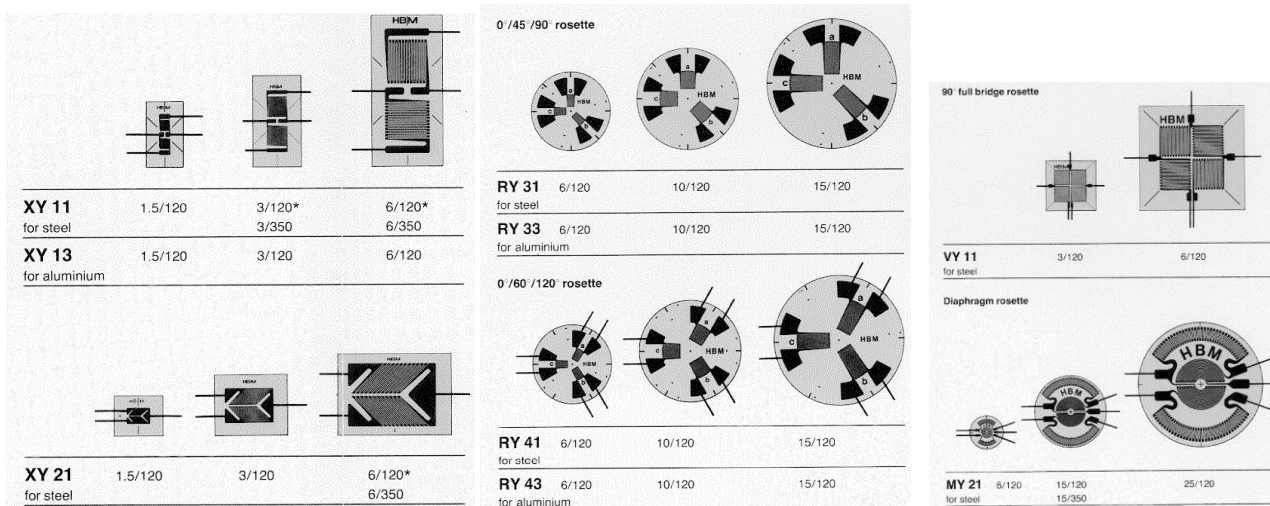 HBM
HBM
HBM
XY 11 1.5/120 3/120* 6/120*
for steel 3/350 6/350
XY 13 1.5/120 3/120 6/120
for aluminium
HBM
HBM
HBM
XY 21 1.5/120 3/120 6/120*
for steel 6/350
0°/45°/90° rosette
a
c
b
HBM
a
c
b
HBM
a
c
b
HBM
RY 31 6/120 10/120 15/120
for steel
RY 33 6/120 10/120 15/120
for aluminium
0°/60°/120° rosette
a
c
b
HBM
a
c
b
HBM
a
c
b
HBM
RY 41 6/120 10/120 15/120
for steel
RY 43 6/120 10/120 15/120
for aluminium
90° full bridge rosette
HBM
HBM
VY 11 3/120 6/120
for steel
Diaphragm rosette
HBM
HBM
MY 21 5/120 15/120 25/120
for steel 15/350